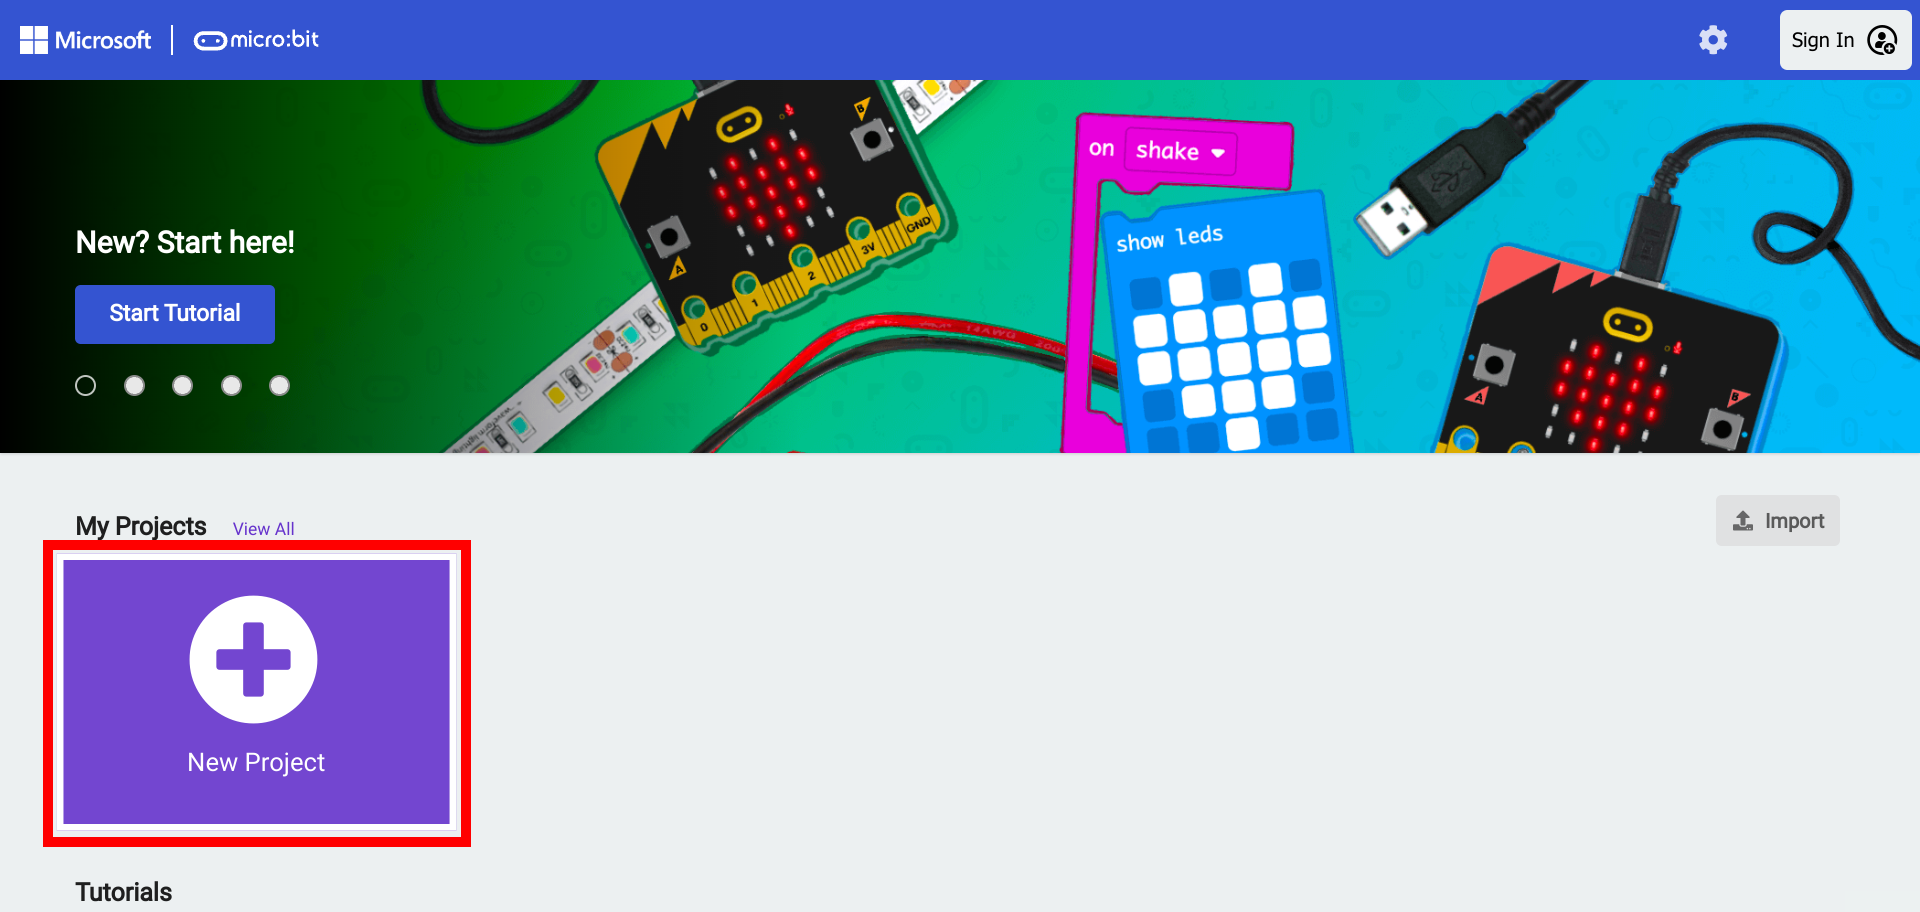 Microsoft
micro:bit
Sign In
New? Start here!
Start Tutorial
on shake
show leds
A
B
0
1
2
3V
GND
14AWG
A
B
My Projects
View All
Import
New Project
Tutorials